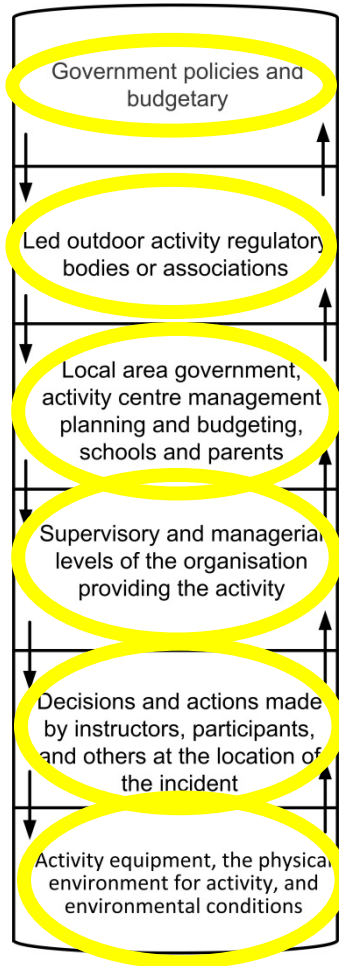 Government policies and
budgetary
Led outdoor activity regulatory
bodies or associations
Local area government,
activity centre management
planning and budgeting,
schools and parents
Supervisory and managerial
levels of the organisation
providing the activity
Decisions and actions made
by instructors, participants,
and others at the location of
the incident
Activity equipment, the physical
environment for activity, and
environmental conditions